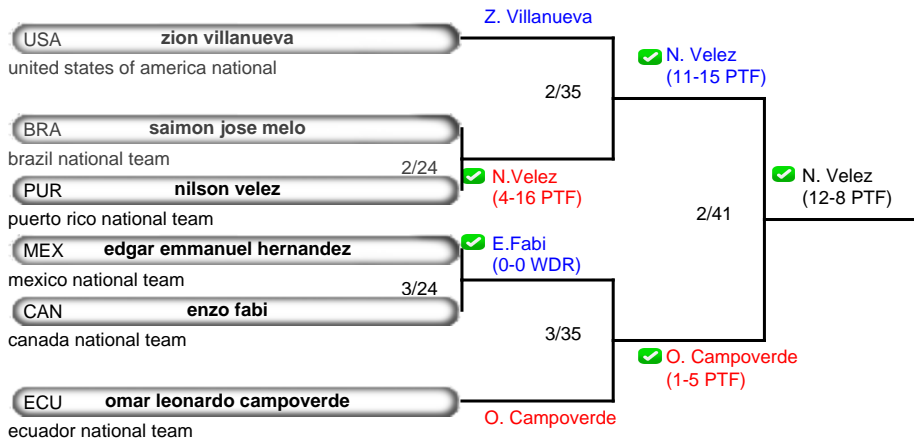 Z. Villanueva
USA zion villanueva
united states of america national
N. Velez
(11-15 PTF)
2/35
BRA saimon jose melo
brazil national team
2/24
N.Velez
(4-16 PTF)
N. Velez
(12-8 PTF)
PUR nilson velez
puerto rico national team
2/41
MEX edgar emmanuel hernandez
mexico national team
E.Fabi
(0-0 WDR)
3/24
CAN enzo fabi
canada national team
3/35
O. Campoverde
(1-5 PTF)
ECU omar leonardo campoverde
ecuador national team
O. Campoverde